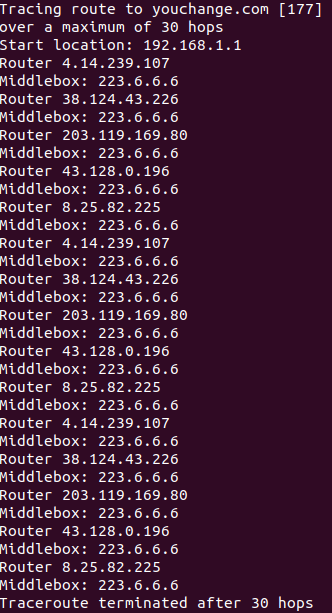 Tracing route to youchange.com [177]
over a maximum of 30 hops
Start location: 192.168.1.1
Router 4.14.239.107
Middlebox: 223.6.6.6
Router 38.124.43.226
Middlebox: 223.6.6.6
Router 203.119.169.80
Middlebox: 223.6.6.6
Router 43.128.0.196
Middlebox: 223.6.6.6
Router 8.25.82.225
Middlebox: 223.6.6.6
Router 4.14.239.107
Middlebox: 223.6.6.6
Router 38.124.43.226
Middlebox: 223.6.6.6
Router 203.119.169.80
Middlebox: 223.6.6.6
Router 43.128.0.196
Middlebox: 223.6.6.6
Router 8.25.82.225
Middlebox: 223.6.6.6
Router 4.14.239.107
Middlebox: 223.6.6.6
Router 38.124.43.226
Middlebox: 223.6.6.6
Router 203.119.169.80
Middlebox: 223.6.6.6
Router 43.128.0.196
Middlebox: 223.6.6.6
Router 8.25.82.225
Middlebox: 223.6.6.6
Traceroute terminated after 30 hops